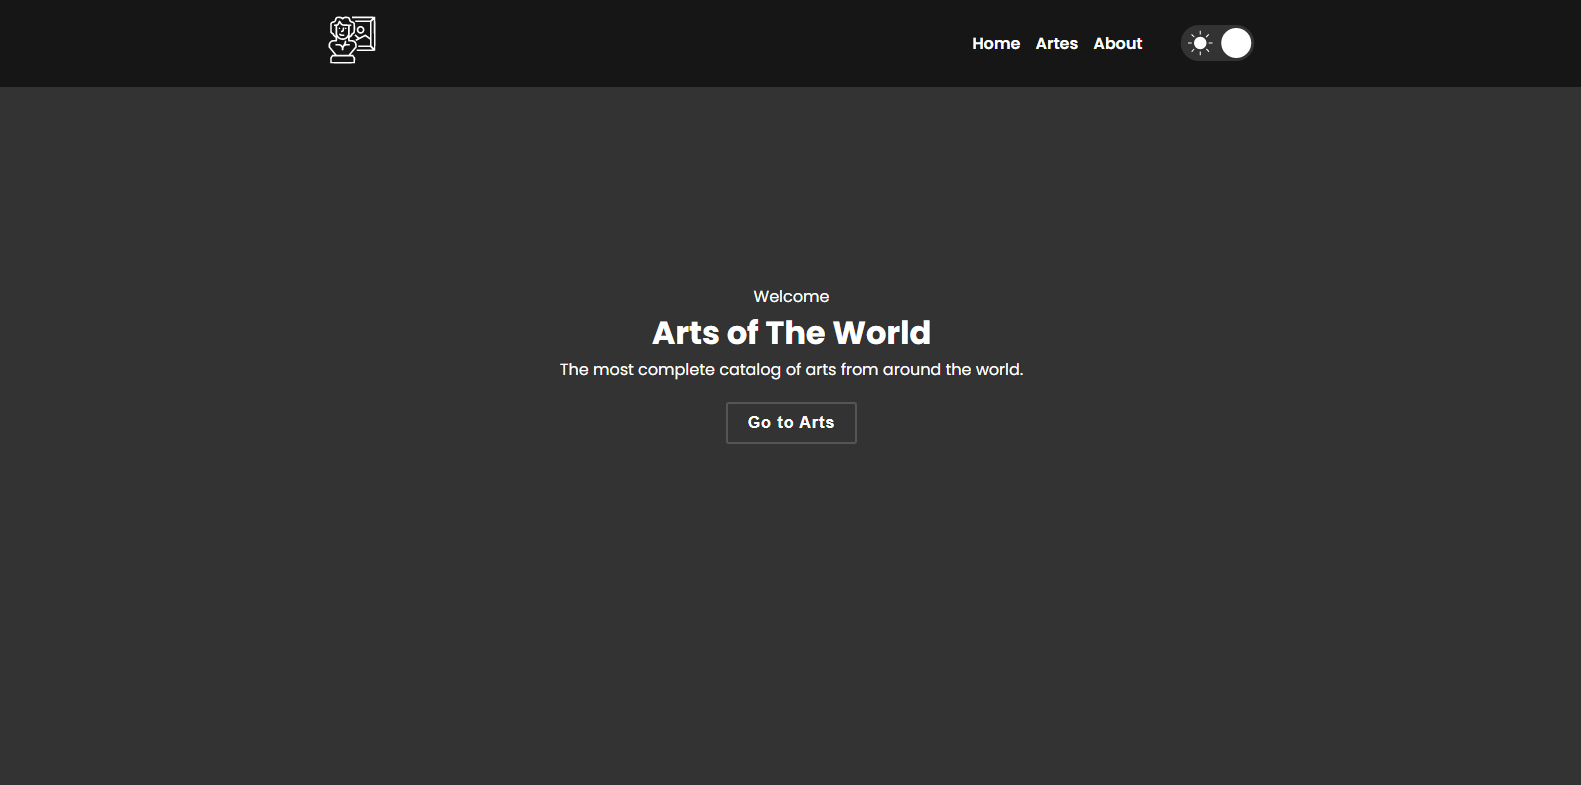 Home Artes About
Welcome
Arts of The World
The most complete catalog of arts from around the world.
Go to Arts